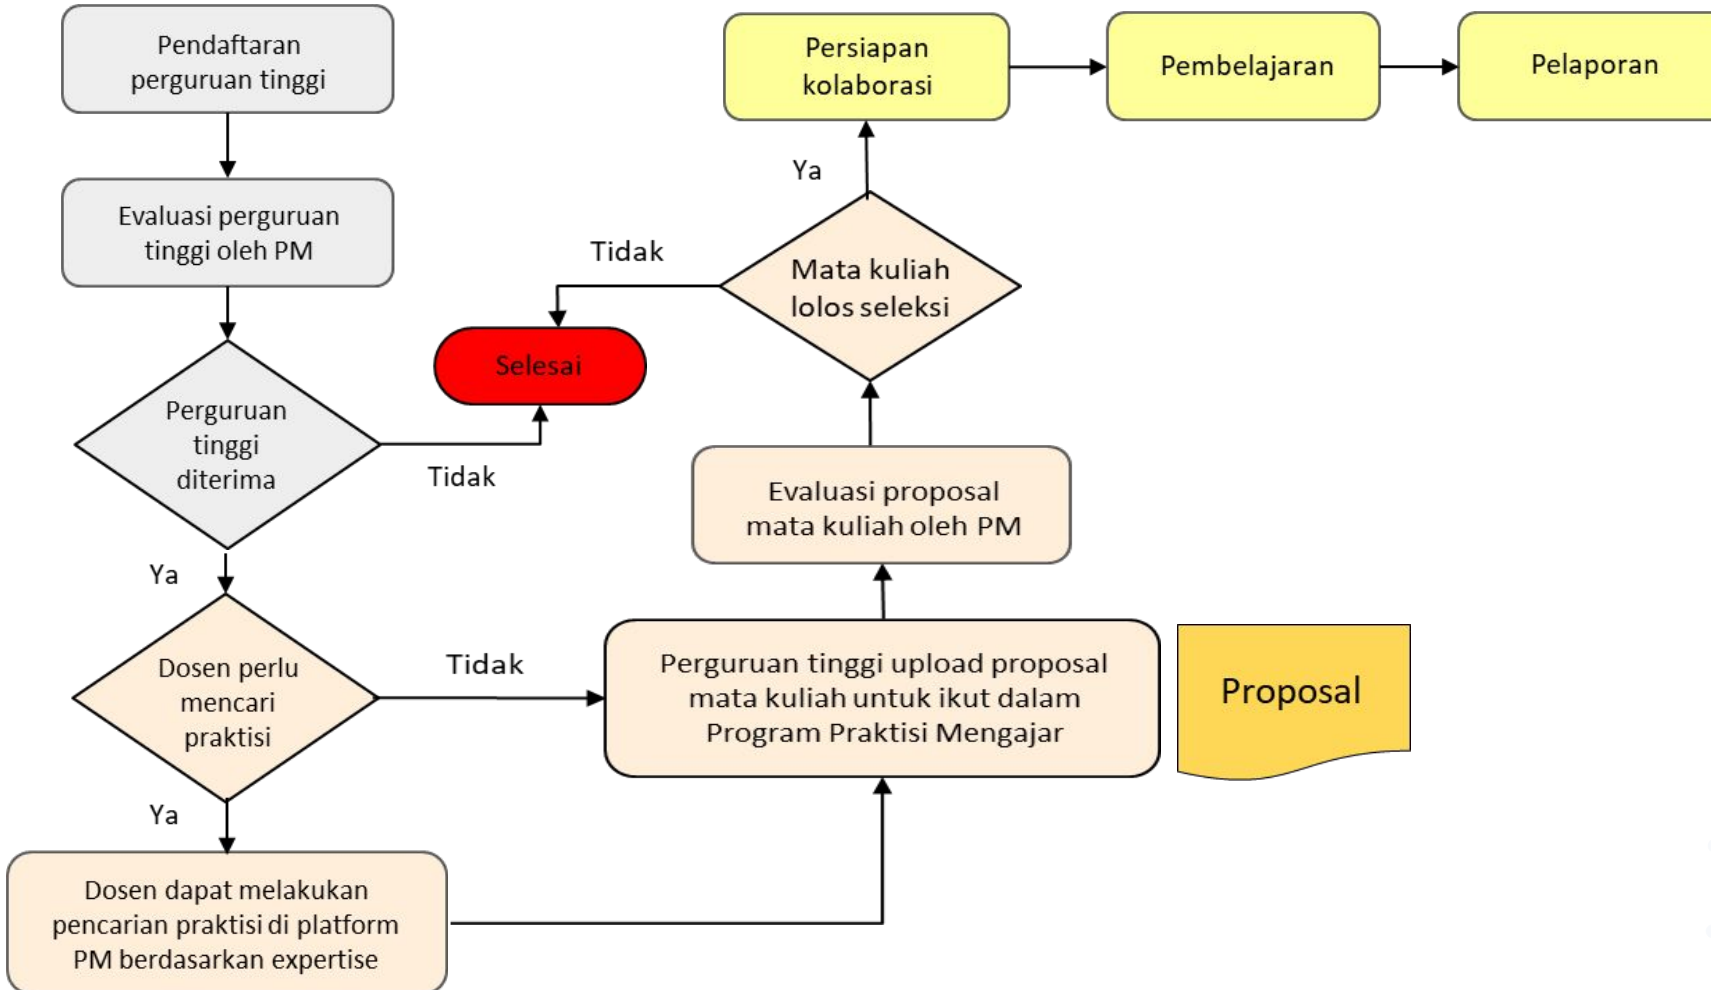 Pendaftaran
perguruan tinggi
Evaluasi perguruan
tinggi oleh PM
Perguruan
tinggi
diterima
Tidak
Selesai
Ya
Dosen perlu
mencari
praktisi
Tidak
Ya
Dosen dapat melakukan
pencarian praktisi di platform
PM berdasarkan expertise
Perguruan tinggi upload proposal
mata kuliah untuk ikut dalam
Program Praktisi Mengajar
Proposal
Evaluasi proposal
mata kuliah oleh PM
Mata kuliah
lolos seleksi
Tidak
Ya
Persiapan
kolaborasi
Pembelajaran
Pelaporan